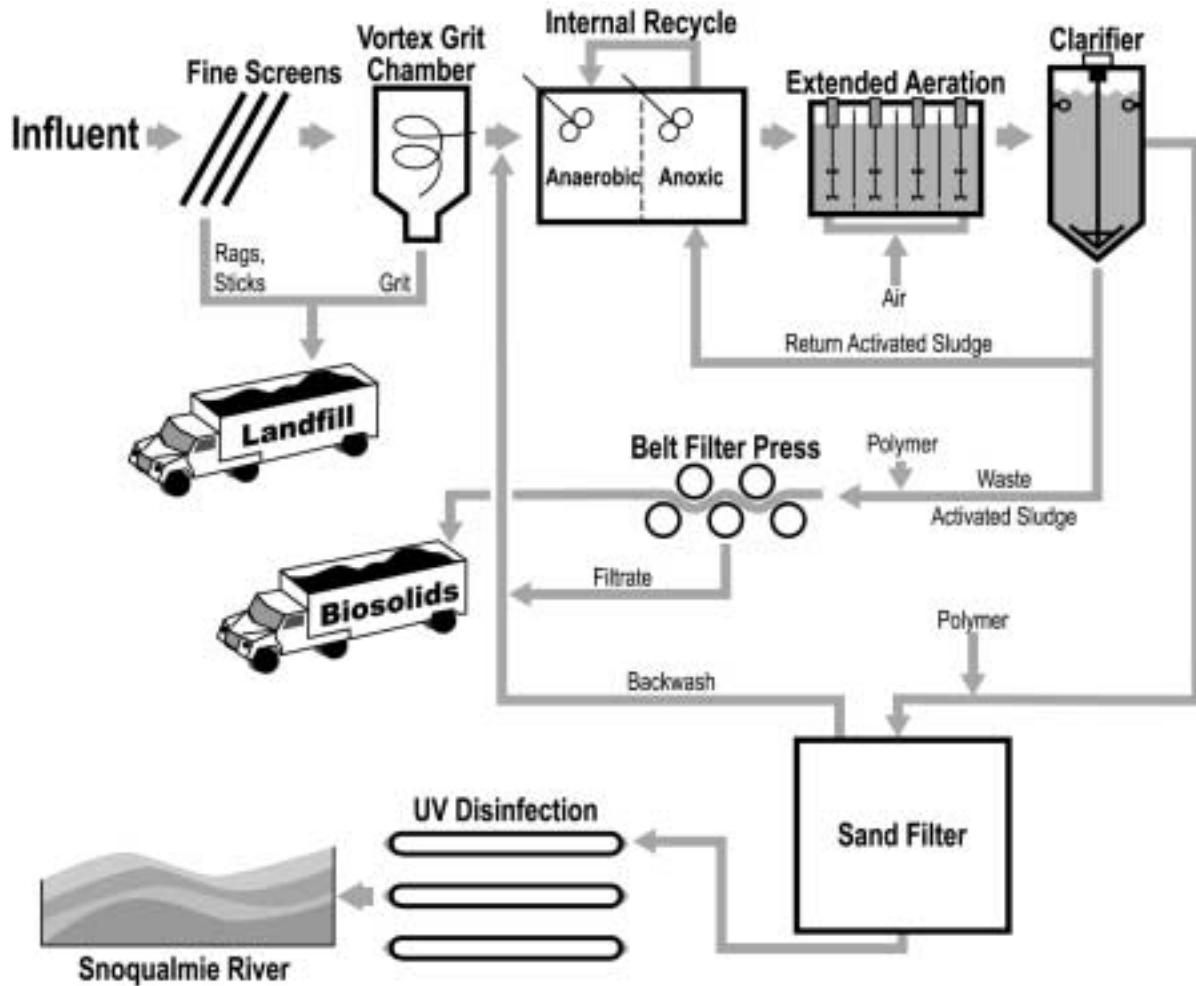 Internal Recycle
Vortex Grit
Chamber
Clarifier
Fine Screens
Extended Aeration
Influent
Anaerobic
Anoxic
Rags,
Sticks
Grit
Air
Return Activated Sludge
Landfill
Belt Filter Press
Polymer
Waste
Activated Sludge
Filtrate
Biosolids
Polymer
Backwash
UV Disinfection
Sand Filter
Snoqualmie River